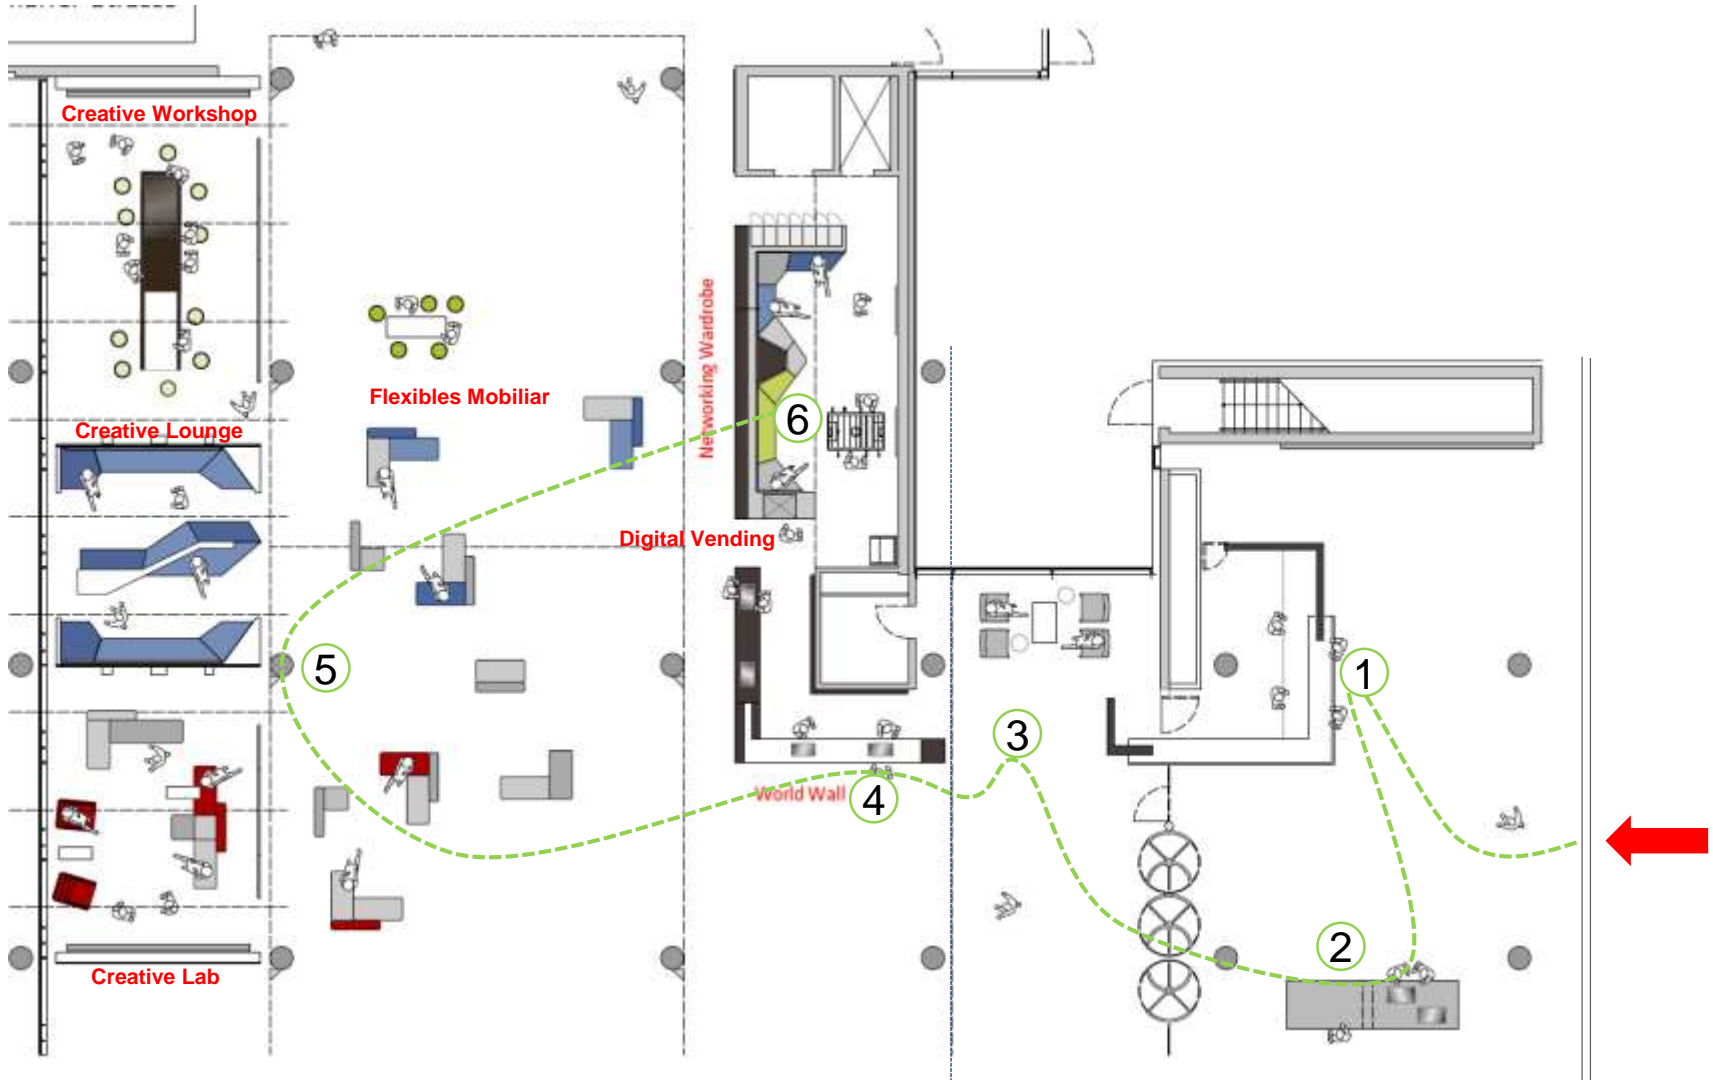 Creative Workshop
Networking Wardrobe
Flexibles Mobiliar
Creative Lounge
6
Digital Vending
5
1
3
World Wall
4
2
Creative Lab